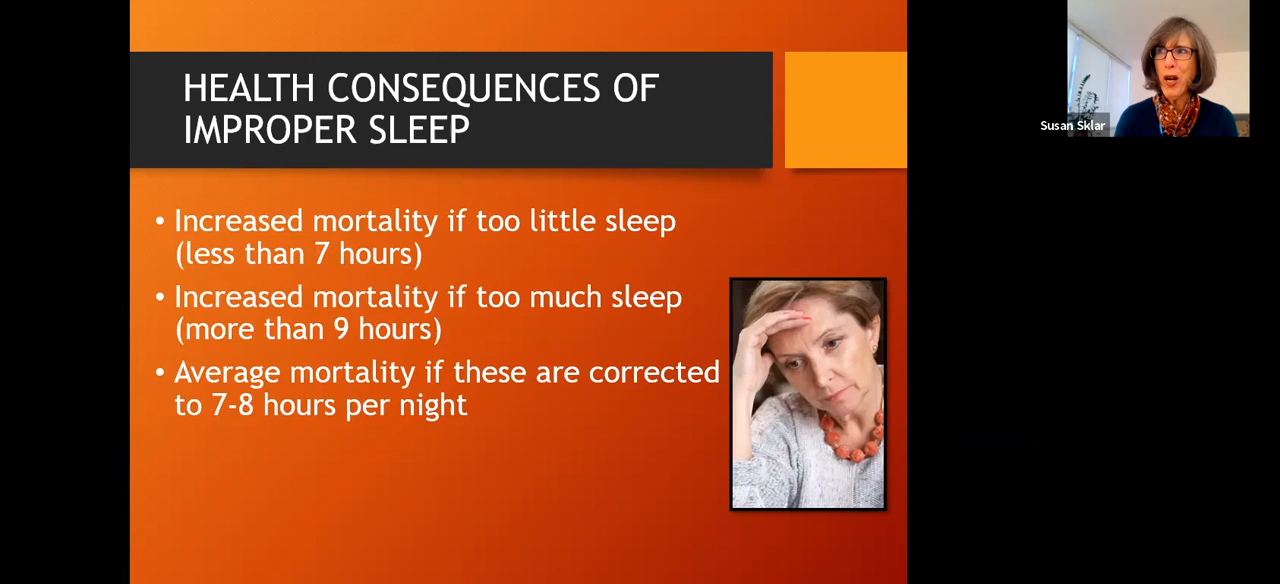 HEALTH CONSEQUENCES OF
IMPROPER SLEEP
• Increased mortality if too little sleep
(less than 7 hours)
• Increased mortality if too much sleep
(more than 9 hours)
• Average mortality if these are corrected
to 7-8 hours per night
Susan Sklar